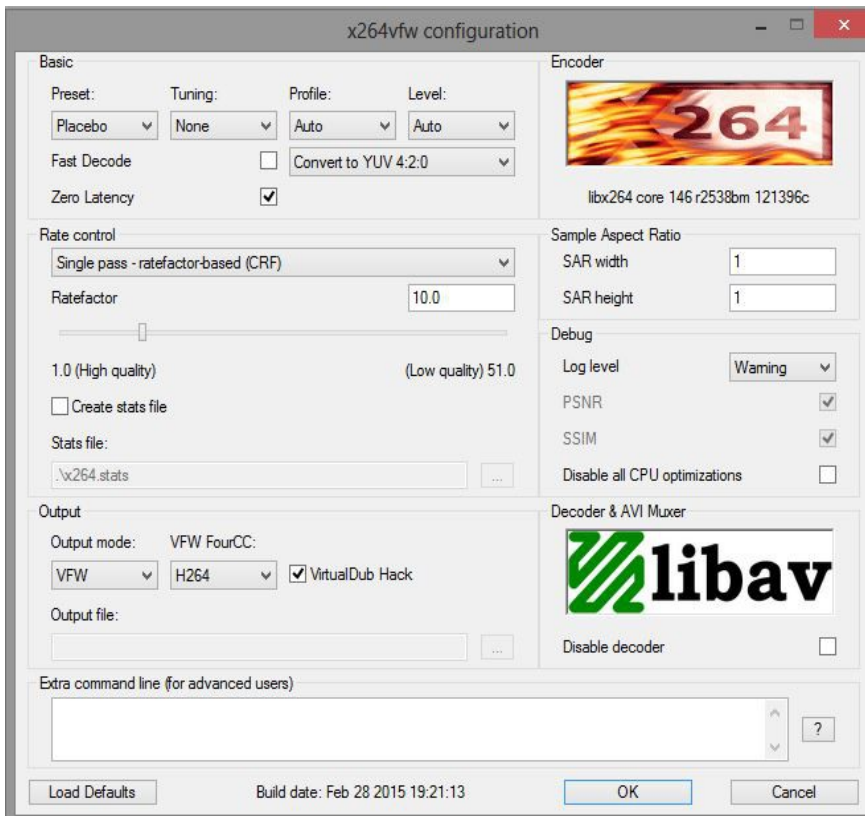 x264vfw configuration
Basic
Preset:
Tuning:
Profile:
Level:
Placebo
None
Auto
Auto
Fast Decode
Convert to YUV 4:2:0
Zero Latency
Encoder
264
libx264 core 146 r2538bm 121396c
Rate control
Single pass - ratefactor-based (CRF)
Ratefactor
10.0
1.0 (High quality)
(Low quality) 51.0
Create stats file
Stats file:
.\x264.stats
...
Sample Aspect Ratio
SAR width
1
SAR height
1
Debug
Log level
Warning
PSNR
SSIM
Disable all CPU optimizations
Output
Output mode:
VFW FourCC:
VFW
H264
VirtualDub Hack
Output file:
...
Decoder & AVI Muxer
libav
Disable decoder
Extra command line (for advanced users)
?
Load Defaults
Build date: Feb 28 2015 19:21:13
OK
Cancel